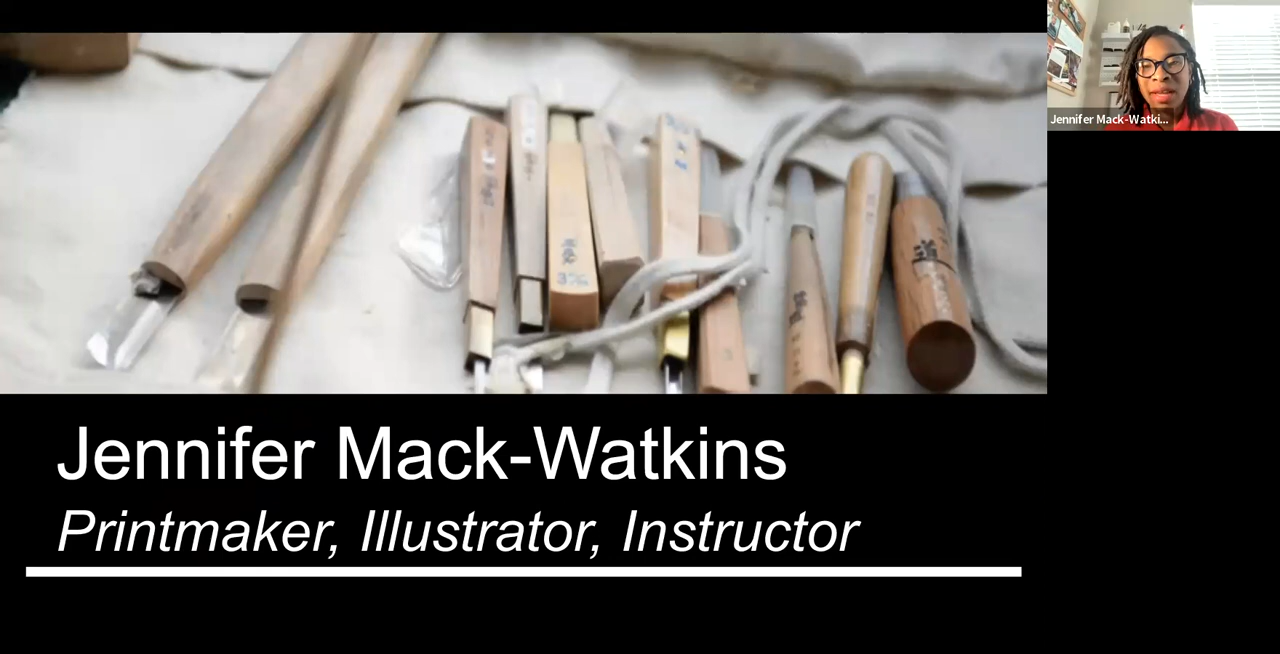 Jennifer Mack-Watki...
Jennifer Mack-Watkins
Printmaker, Illustrator, Instructor